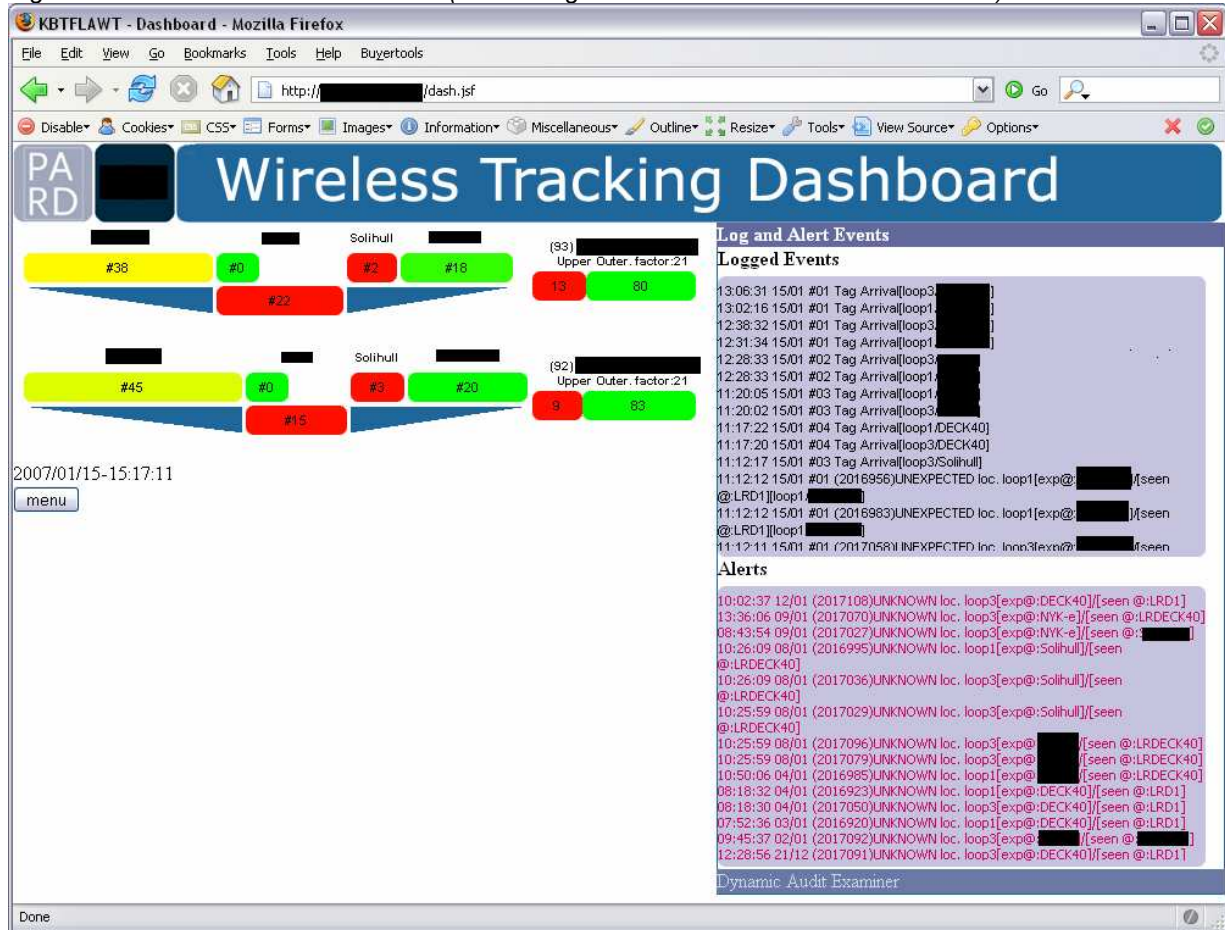 KBTFLAWT - Dashboard - Mozilla Firefox
File Edit View Go Bookmarks Tools Help Buyertools
http:// /dash.jsf Go
Disable Cookies CSS Forms Images Information Miscellaneous Outline Resize Tools View Source Options
PA
RD
Wireless Tracking Dashboard
Solihull
(93)
Upper Outer. factor:21
#38 #0 #2 #18 13 80
#22
Solihull
(92)
Upper Outer. factor:21
#45 #0 #3 #20 9 83
#15
2007/01/15-15:17:11
menu
Log and Alert Events
Logged Events
13:06:31 15/01 #01 Tag Arrival[loop3/ ]
13:02:16 15/01 #01 Tag Arrival[loop1. ]
12:38:32 15/01 #01 Tag Arrival[loop3. ]
12:31:34 15/01 #01 Tag Arrival[loop1. ]
12:28:33 15/01 #02 Tag Arrival[loop3/
12:28:33 15/01 #02 Tag Arrival[loop1/
11:20:05 15/01 #03 Tag Arrival[loop1/
11:20:02 15/01 #03 Tag Arrival[loop3/
11:17:22 15/01 #04 Tag Arrival[loop1/DECK40]
11:17:20 15/01 #04 Tag Arrival[loop3/DECK40]
11:12:17 15/01 #03 Tag Arrival[loop3/Solihull]
11:12:12 15/01 #01 (2016956)UNEXPECTED loc. loop1[exp@: ]/[seen
@:LRD1][loop1/ ]
11:12:12 15/01 #01 (2016983)UNEXPECTED loc. loop1[exp@: ]/[seen
@:LRD1][loop1 ]
11:12:11 15/01 #01 (2017058)UNEXPECTED loc. loop3[exp@: ]/[seen
Alerts
10:02:37 12/01 (2017108)UNKNOWN loc. loop3[exp@:DECK40]/[seen @:LRD1]
13:36:06 09/01 (2017070)UNKNOWN loc. loop3[exp@:NYK-e]/[seen @:LRDECK40]
08:43:54 09/01 (2017027)UNKNOWN loc. loop3[exp@:NYK-e]/[seen @: ]
10:26:09 08/01 (2016995)UNKNOWN loc. loop1[exp@:Solihull]/[seen
@:LRDECK40]
10:26:09 08/01 (2017036)UNKNOWN loc. loop3[exp@:Solihull]/[seen
@:LRDECK40]
10:25:59 08/01 (2017029)UNKNOWN loc. loop3[exp@:Solihull]/[seen
@:LRDECK40]
10:25:59 08/01 (2017096)UNKNOWN loc. loop3[exp@ /[seen @:LRDECK40]
10:25:59 08/01 (2017079)UNKNOWN loc. loop3[exp@ /[seen @:LRDECK40]
10:50:06 04/01 (2016985)UNKNOWN loc. loop1[exp@ /[seen @:LRDECK40]
08:18:32 04/01 (2016923)UNKNOWN loc. loop1[exp@:DECK40]/[seen @:LRD1]
08:18:30 04/01 (2017050)UNKNOWN loc. loop3[exp@:DECK40]/[seen @:LRD1]
07:52:36 03/01 (2016920)UNKNOWN loc. loop1[exp@:DECK40]/[seen @:LRD1]
09:45:37 02/01 (2017092)UNKNOWN loc. loop3[exp@: /[seen @: ]
12:28:56 21/12 (2017091)UNKNOWN loc. loop3[exp@:DECK40]/[seen @:LRD1]
Dynamic Audit Examiner
Done